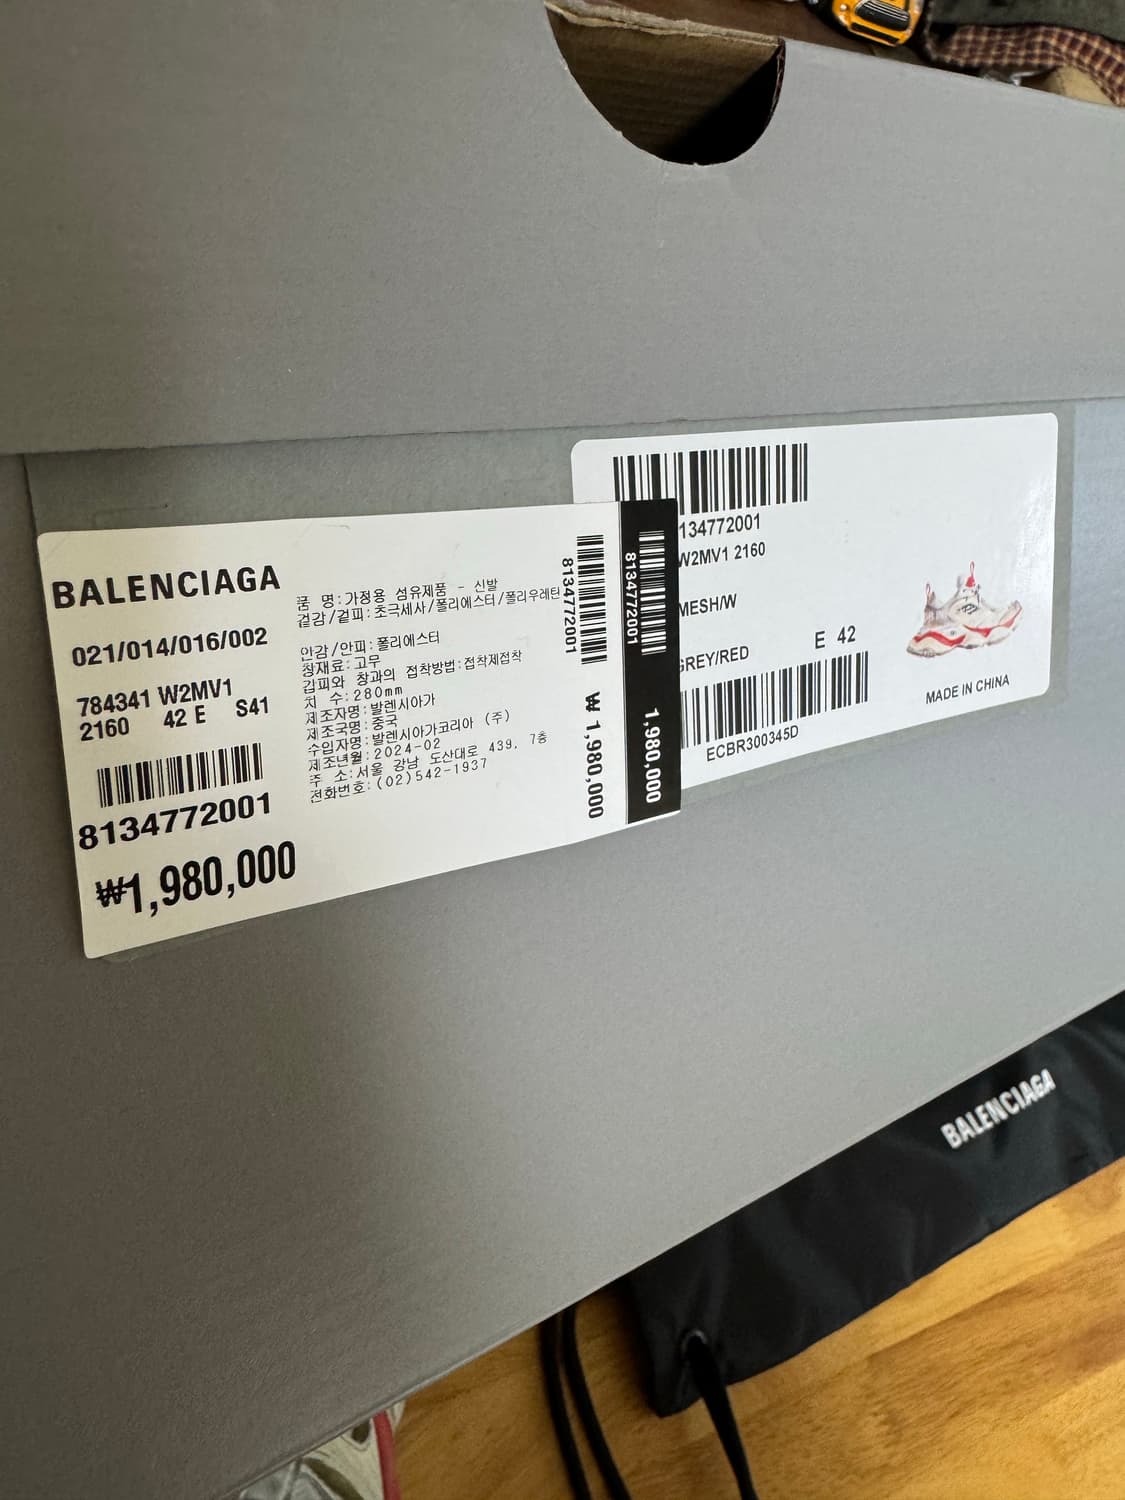 BALENCIAGA
021/014/016/002
784341 W2MV1
2160 42 E S41
8134772001
₩1,980,000
품 명:가정용 섬유제품 - 신발
겉감/겉피:초극세사/폴리에스터/폴리우레탄
안감/안피:폴리에스터
창재료:고무
갑피와 창과의 접착방법:접착제접착
치 수:280mm
제조자명:발렌시아가
제조국명:중국
수입자명:발렌시아가코리아 (주)
제조년월:2024-02
주 소:서울 강남 도산대로 439, 7층
전화번호:(02)542-1937
8134772001
₩ 1,980,000
8134772001
1,980,000
134772001
W2MV1 2160
MESH/W
GREY/RED
E 42
ECBR300345D
MADE IN CHINA
BALENCIAGA